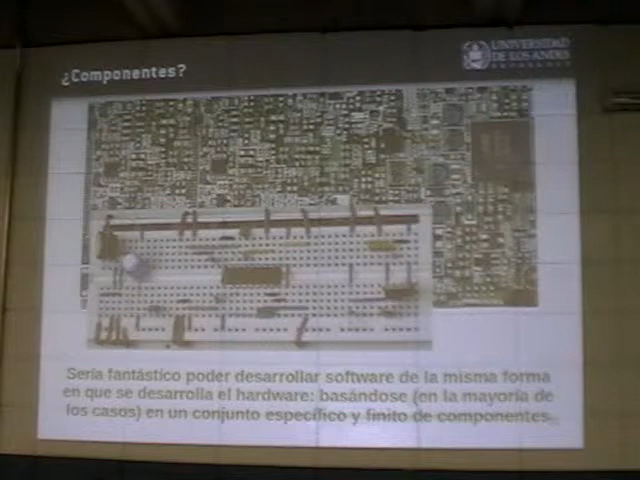 ¿Componentes?
UNIVERSIDAD
DE LOS ANDES
Sería fantástico poder desarrollar software de la misma forma
en que se desarrolla el hardware: basándose (en la mayoría de
los casos) en un conjunto específico y finito de componentes.